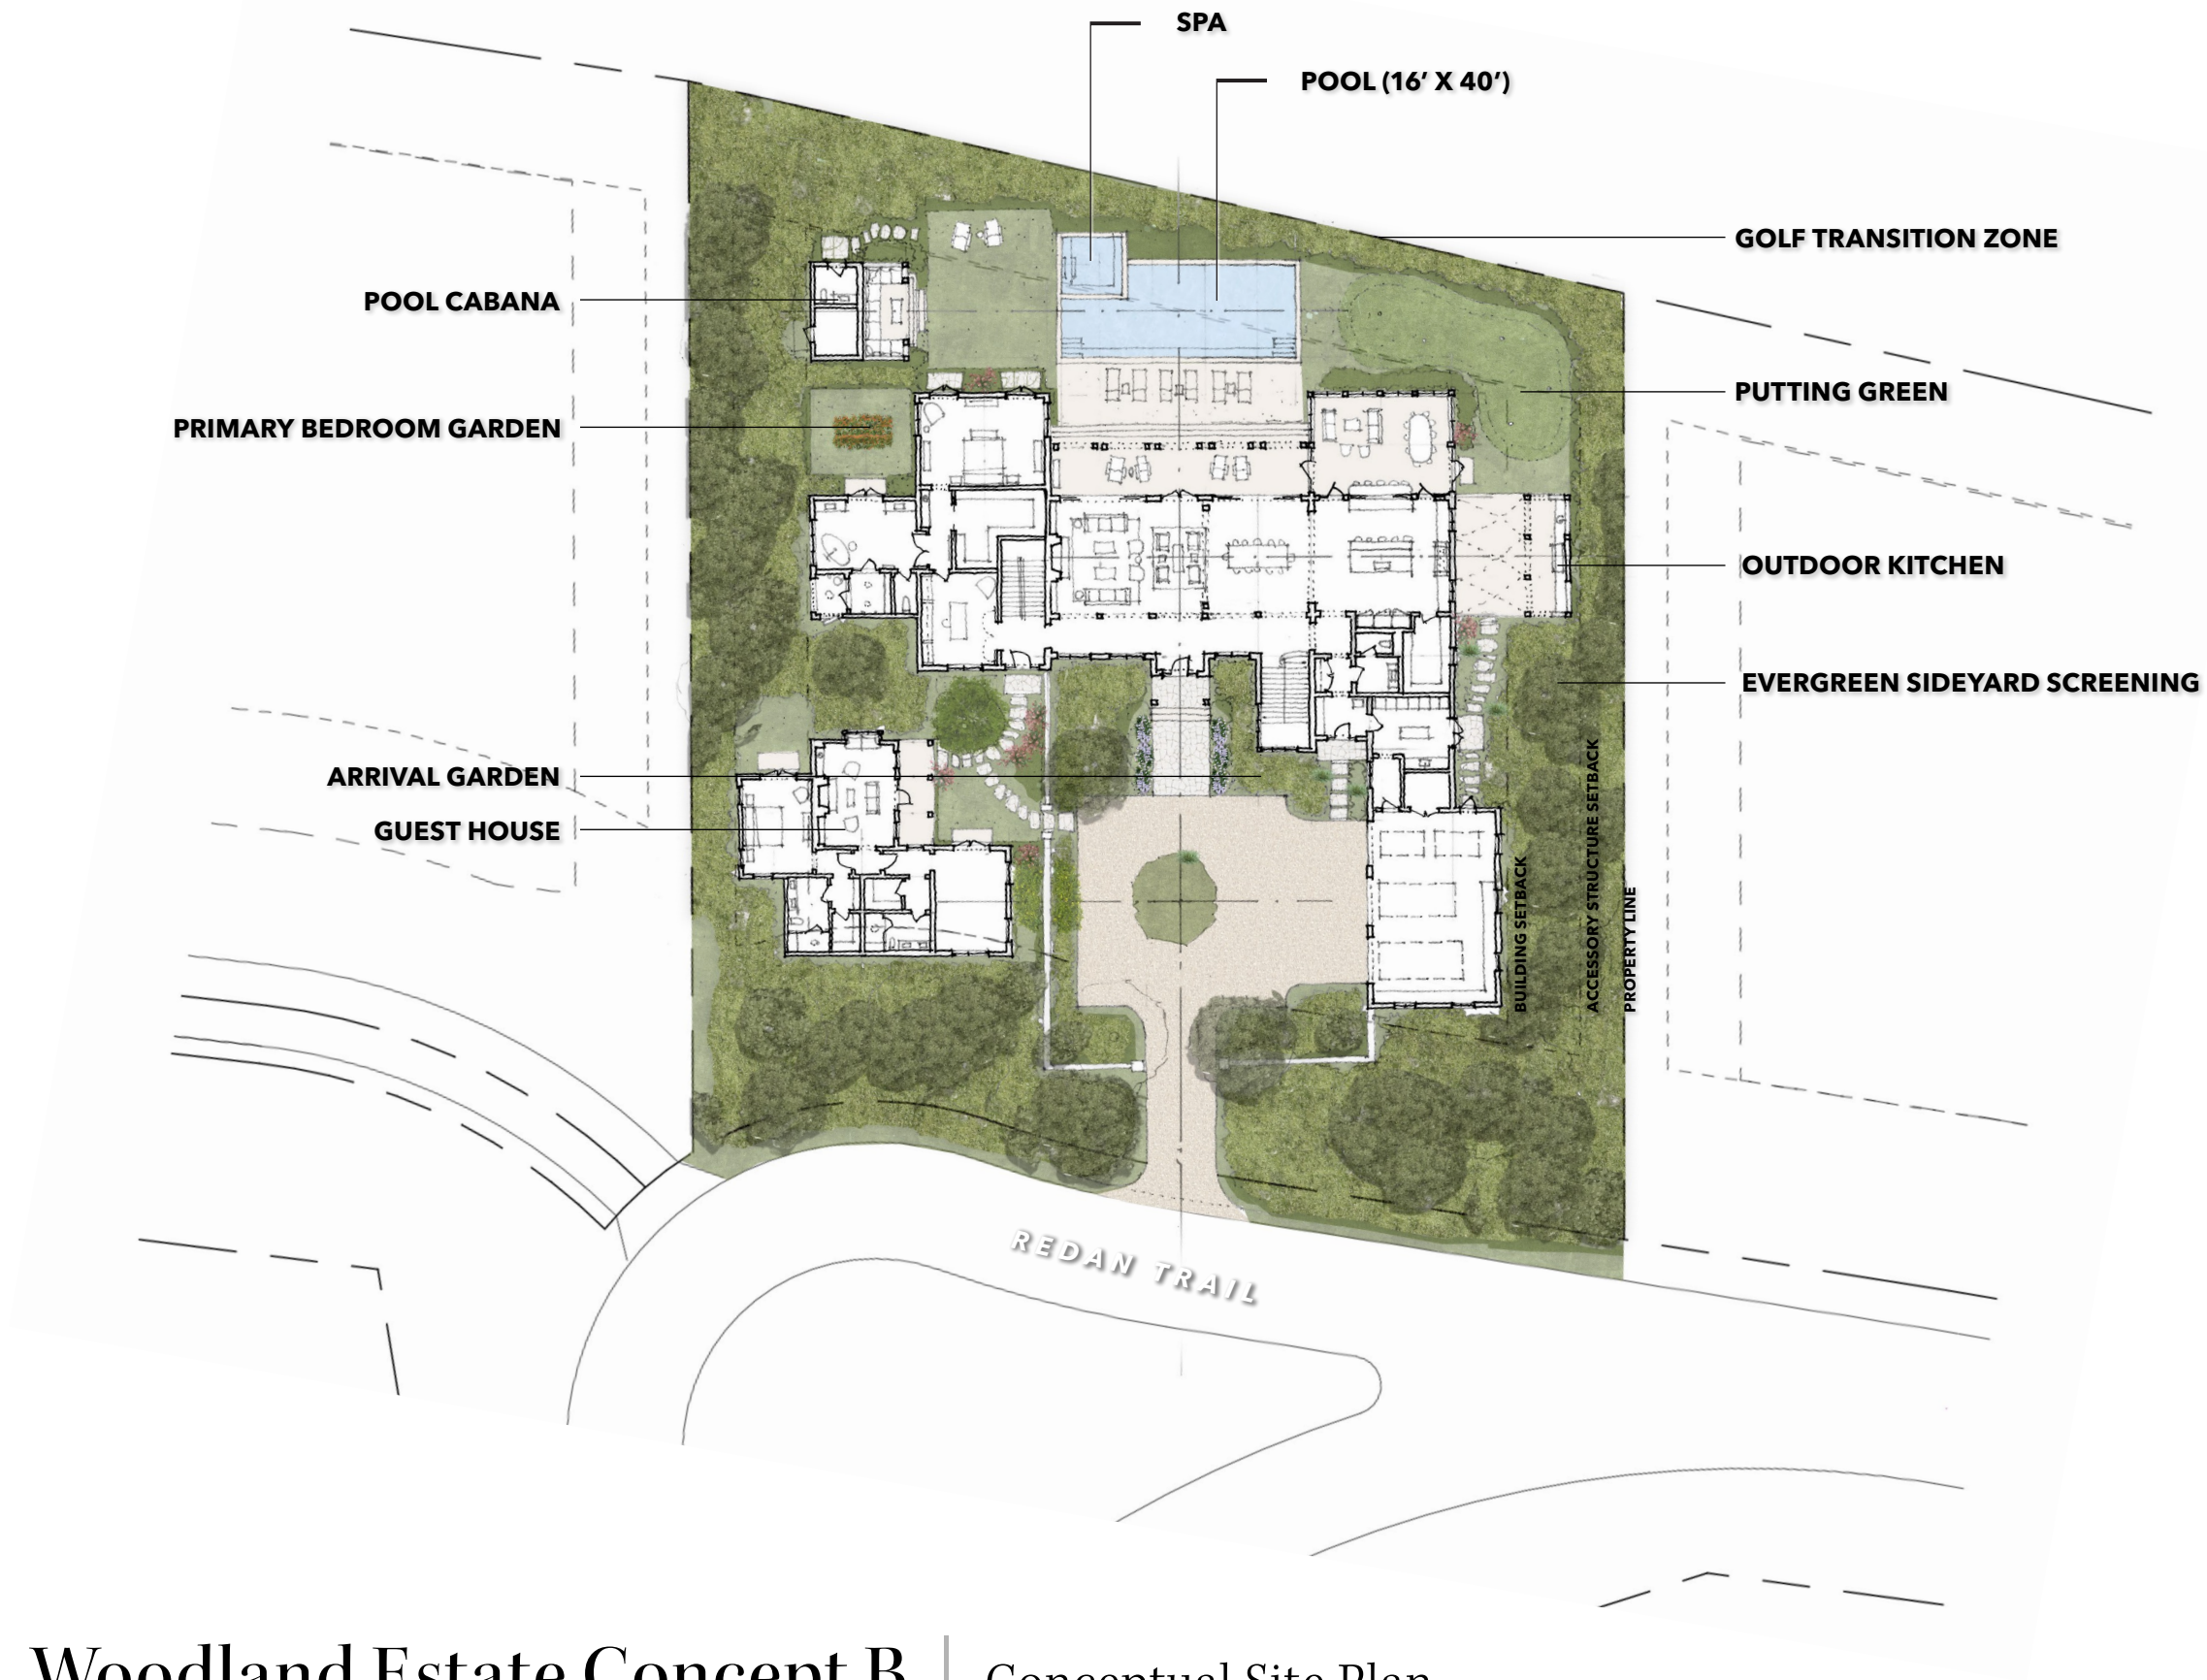 SPA
POOL (16’ X 40’)
GOLF TRANSITION ZONE
POOL CABANA
PUTTING GREEN
PRIMARY BEDROOM GARDEN
OUTDOOR KITCHEN
EVERGREEN SIDEYARD SCREENING
ARRIVAL GARDEN
GUEST HOUSE
BUILDING SETBACK
ACCESSORY STRUCTURE SETBACK
PROPERTY LINE
REDAN TRAIL
Woodland Estate Concept B
Conceptual Site Plan